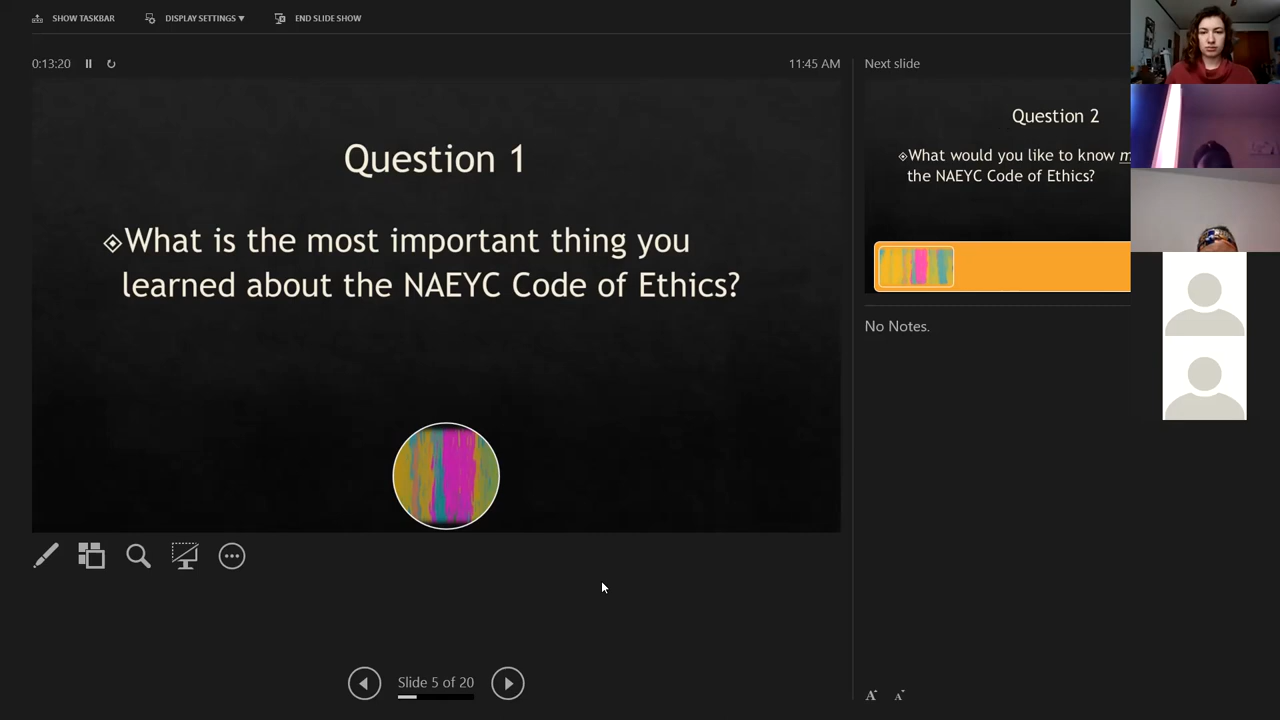 SHOW TASKBAR
DISPLAY SETTINGS ▼
END SLIDE SHOW
0:13:20
11:45 AM
Question 1
What is the most important thing you
learned about the NAEYC Code of Ethics?
Slide 5 of 20
Next slide
Question 2
What would you like to know
the NAEYC Code of Ethics?
No Notes.
A A